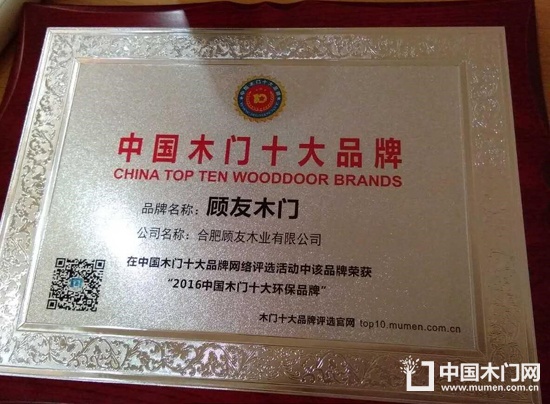 10
中国木门十大品牌
CHINA TOP TEN WOODDOOR BRANDS
品牌名称：顾友木门
公司名称：合肥顾友木业有限公司
在中国木门十大品牌网络评选活动中该品牌荣获
“2016中国木门十大环保品牌”
木门十大品牌评选官网 top10.mumen.com.cn
中国木门网
www.mumen.com.cn